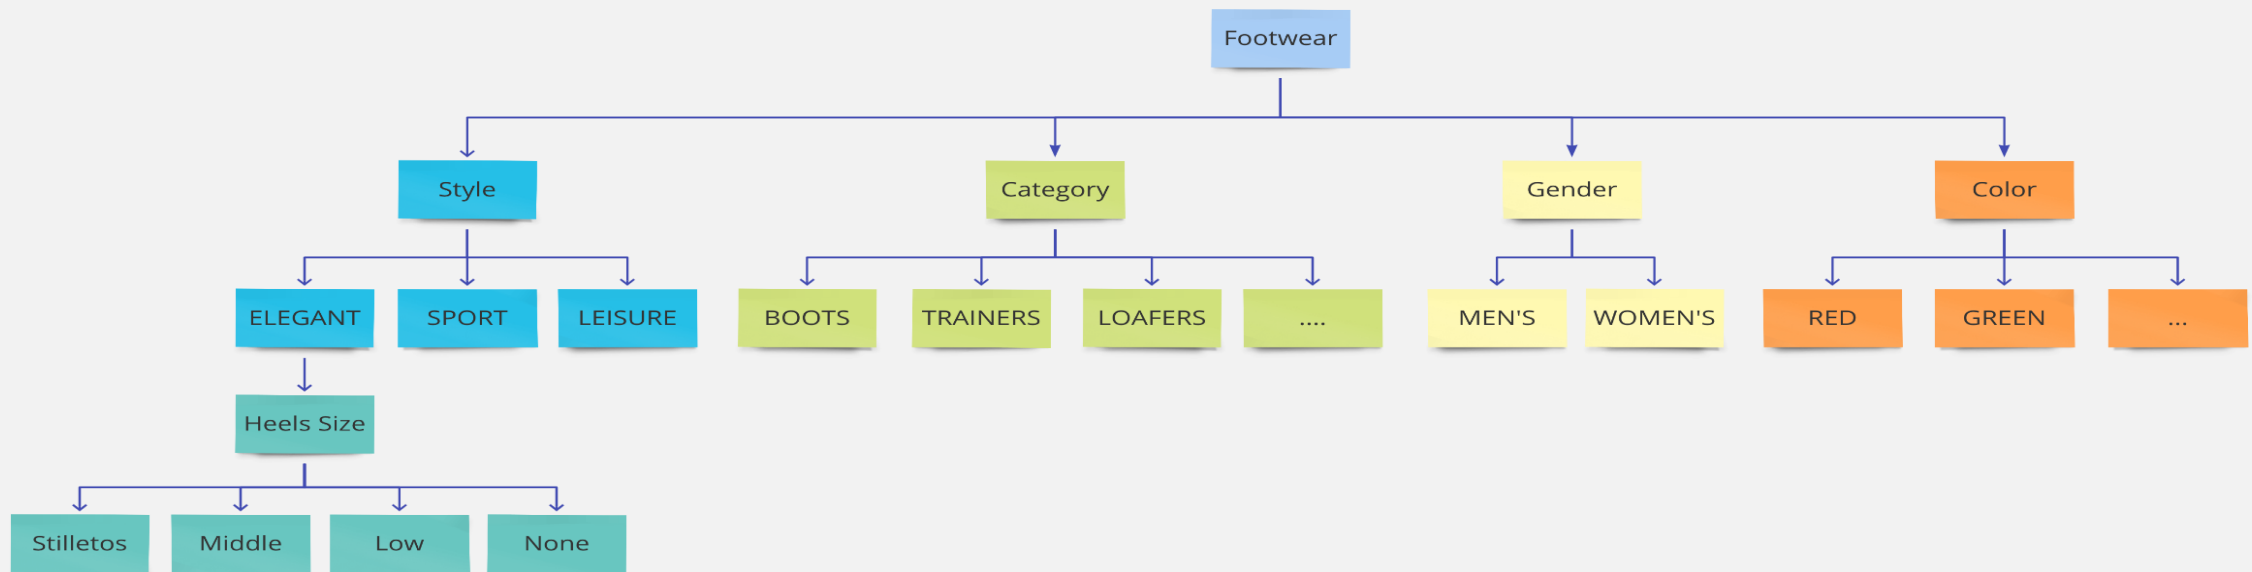 Footwear
Style
Category
Gender
Color
ELEGANT
SPORT
LEISURE
BOOTS
TRAINERS
LOAFERS
....
MEN'S
WOMEN'S
RED
GREEN
...
Heels Size
Stilletos
Middle
Low
None